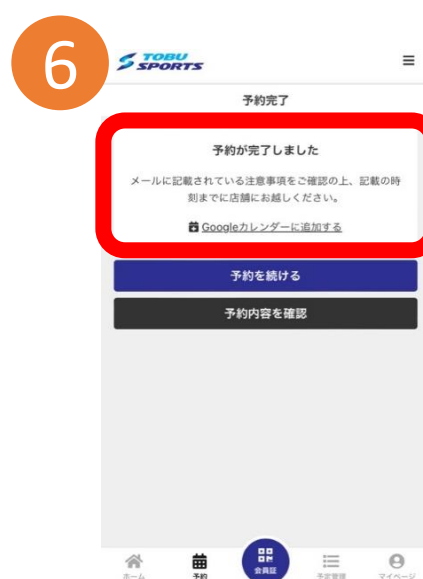 6
TOBU
SPORTS
予約完了
予約が完了しました
メールに記載されている注意事項をご確認の上、記載の時
刻までに店舗にお越しください。
Googleカレンダーに追加する
予約を続ける
予約内容を確認
ホーム
予約
会員証
予定管理
マイページ